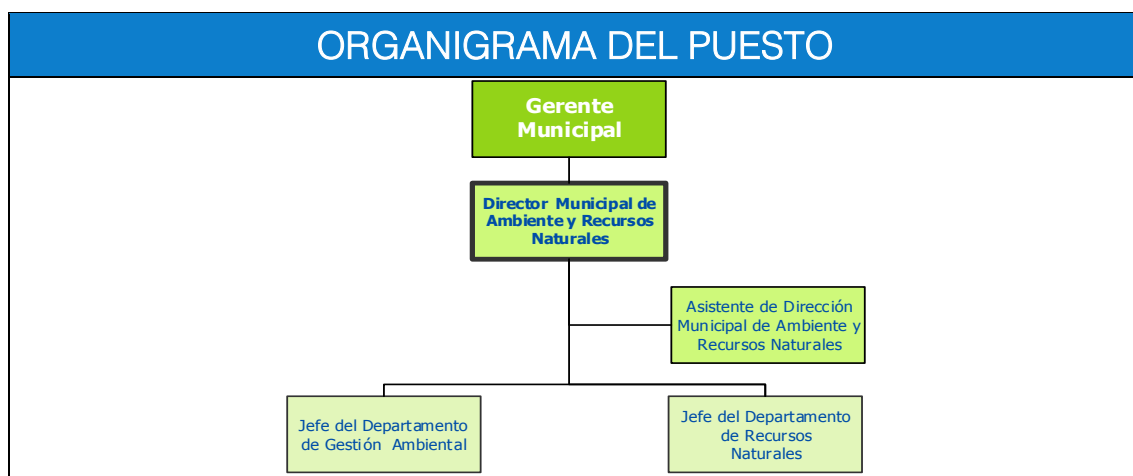 ORGANIGRAMA DEL PUESTO
Gerente
Municipal
Director Municipal de
Ambiente y Recursos
Naturales
Asistente de Dirección
Municipal de Ambiente y
Recursos Naturales
Jefe del Departamento
de Gestión Ambiental
Jefe del Departamento
de Recursos
Naturales